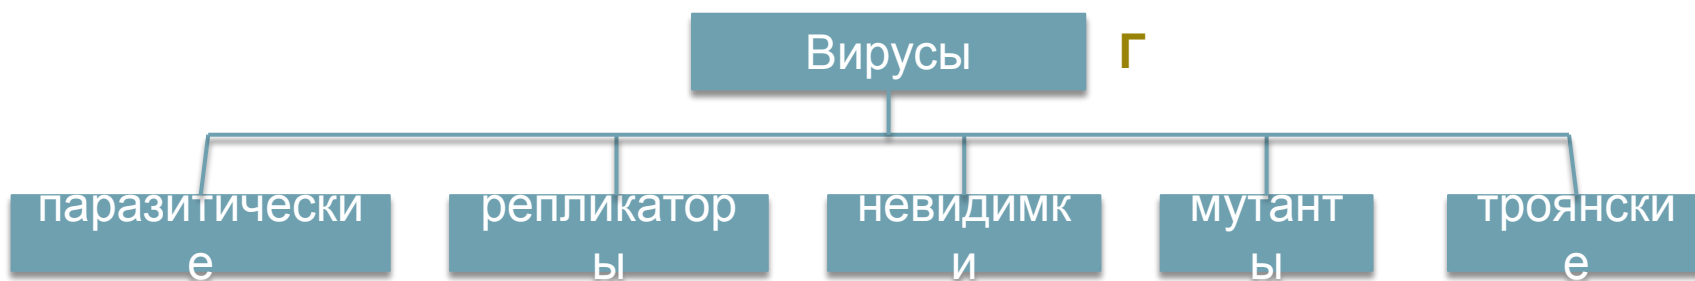 Вирусы
Г
паразитически
е
репликатор
ы
невидимк
и
мутант
ы
троянски
е